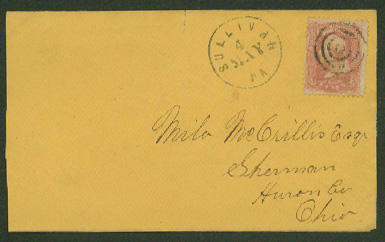 SULLIVAN
4
MAY
PA
Milo McCrillis Esqr
Sherman
Huron Co
Ohio